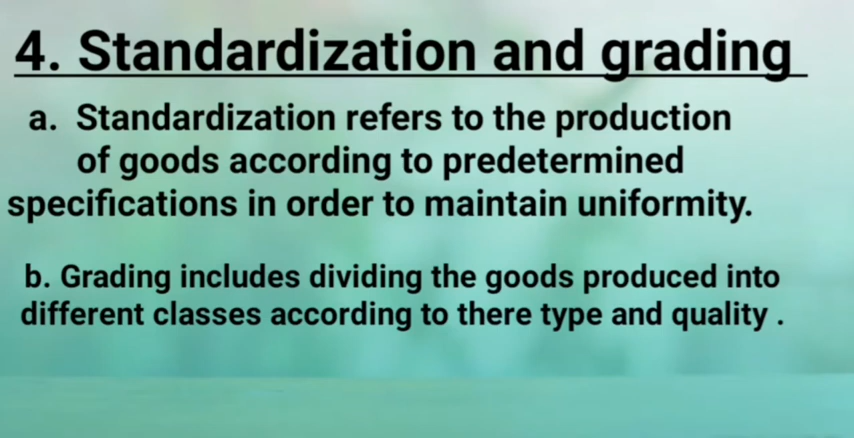 4. Standardization and grading
a. Standardization refers to the production
of goods according to predetermined
specifications in order to maintain uniformity.
b. Grading includes dividing the goods produced into
different classes according to there type and quality .